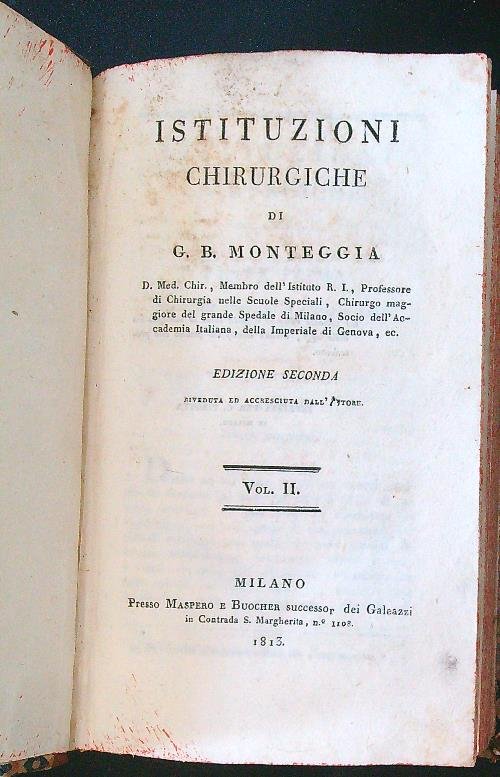 ISTITUZIONI
CHIRURGICHE
DI
G. B. MONTEGGIA
D. Med. Chir., Membro dell' Istituto R. I., Professore
di Chirurgia nelle Scuole Speciali, Chirurgo mag-
giore del grande Spedale di Milano, Socio dell' Ac-
cademia Italiana, della Imperiale di Genova, ec.
EDIZIONE SECONDA
RIVEDUTA ED ACCRESCIUTA DALL'
VOL. II.
MILANO
Presso MASPERO E BUOCHER successor dei Galeazzi
in Contrada S. Margherita, n.º 1108.
1813.